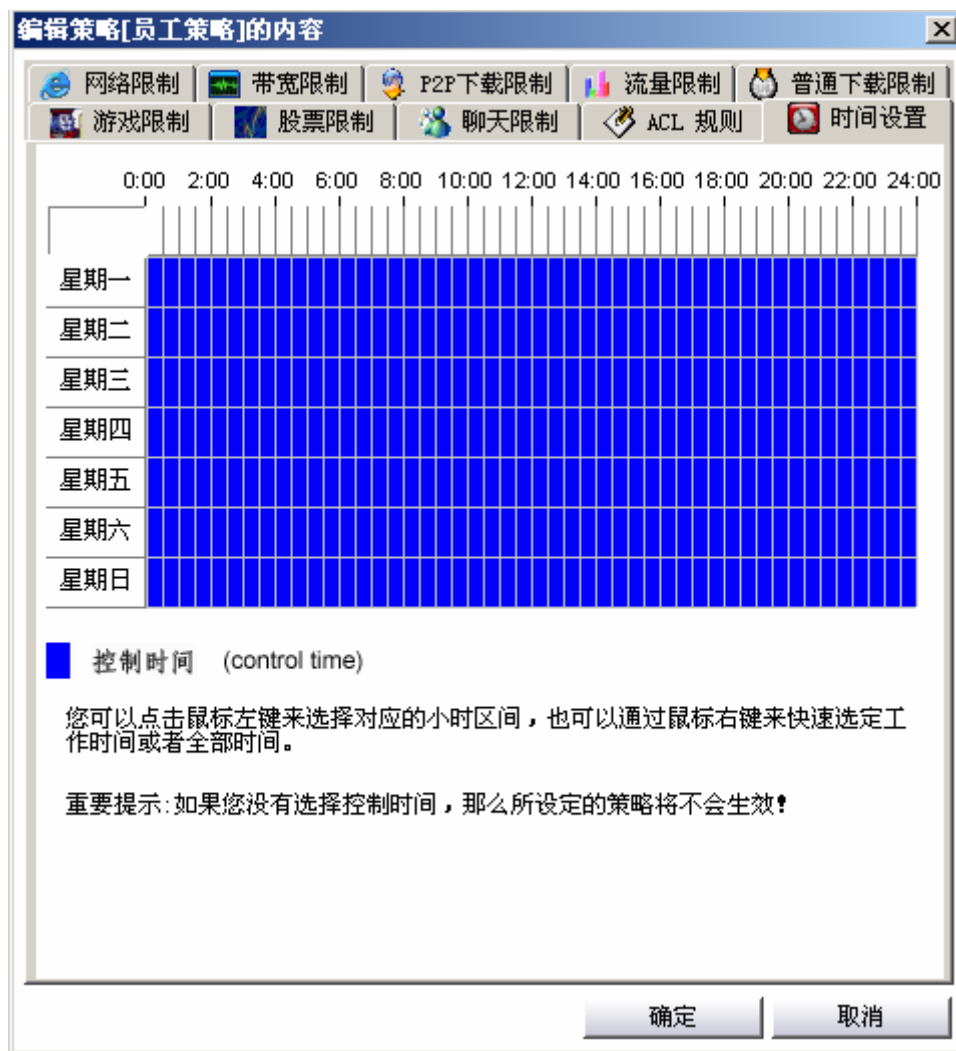 编辑策略[员工策略]的内容
网络限制 带宽限制 P2P下载限制 流量限制 普通下载限制
游戏限制 股票限制 聊天限制 ACL 规则 时间设置
0:00 2:00 4:00 6:00 8:00 10:00 12:00 14:00 16:00 18:00 20:00 22:00 24:00
星期一
星期二
星期三
星期四
星期五
星期六
星期日
控制时间 (control time)
您可以点击鼠标左键来选择对应的小时区间，也可以通过鼠标右键来快速选定工
作时间或者全部时间。
重要提示:如果您没有选择控制时间，那么所设定的策略将不会生效!
确定 取消